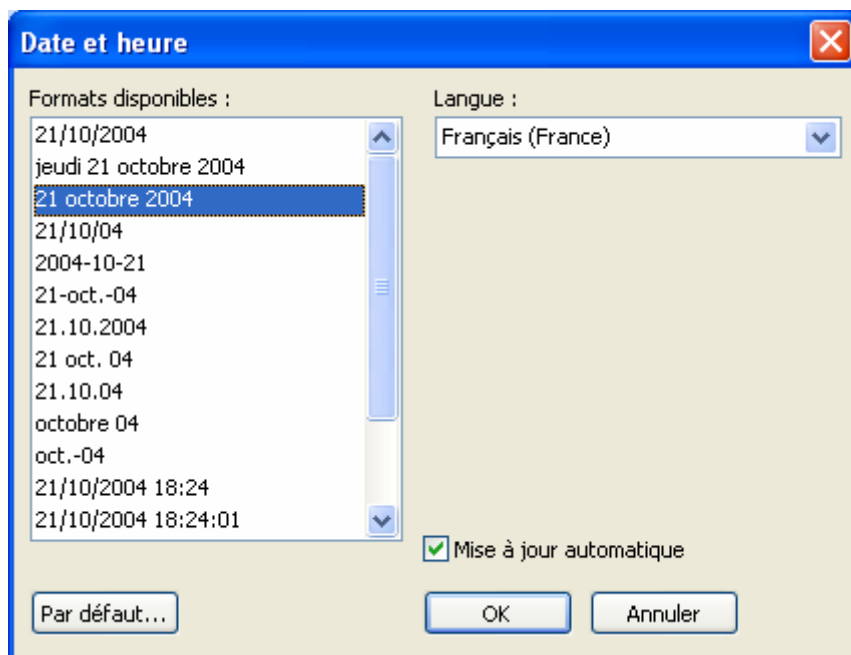 Date et heure
Formats disponibles :
21/10/2004
jeudi 21 octobre 2004
21 octobre 2004
21/10/04
2004-10-21
21-oct.-04
21.10.2004
21 oct. 04
21.10.04
octobre 04
oct.-04
21/10/2004 18:24
21/10/2004 18:24:01
Langue :
Français (France)
Mise à jour automatique
Par défaut...
OK
Annuler